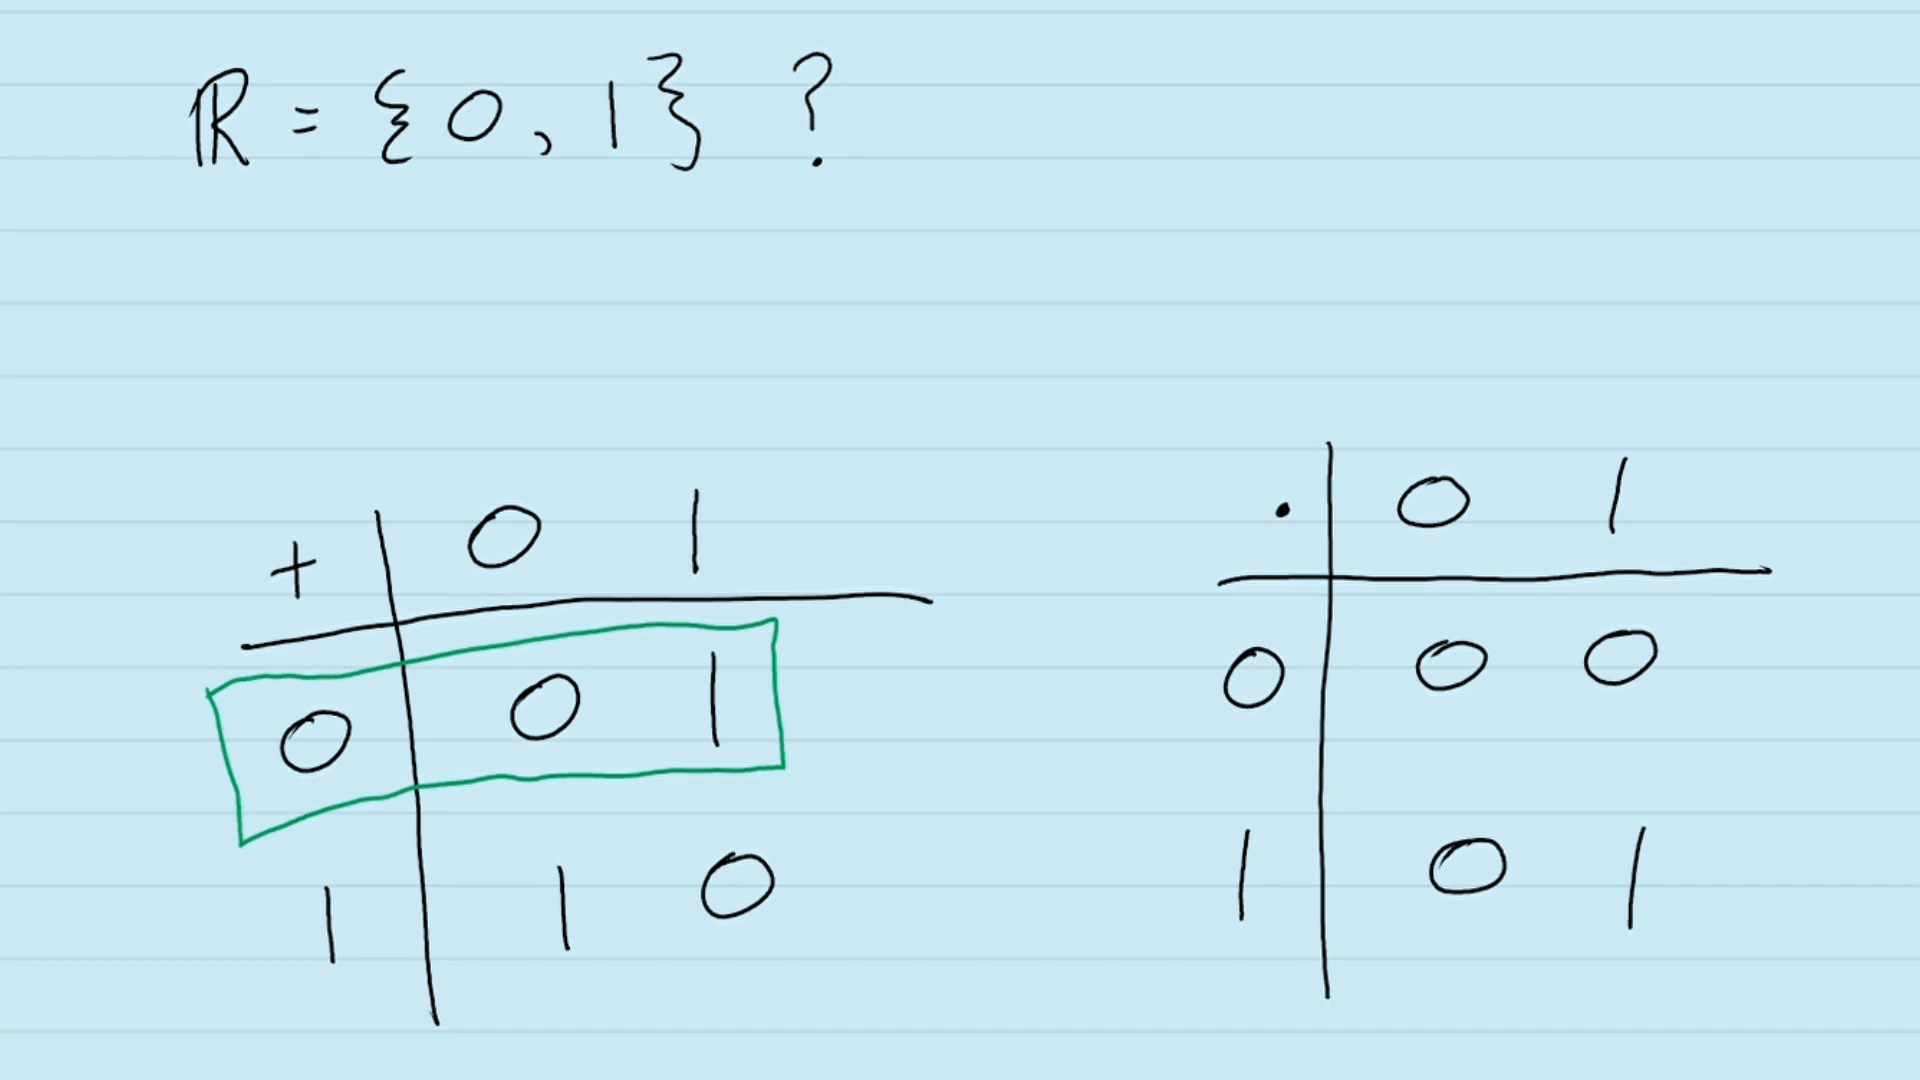 ℝ = {0, 1} ?
+ 0 1
0 0 1
1 1 0
· 0 1
0 0 0
1 0 1